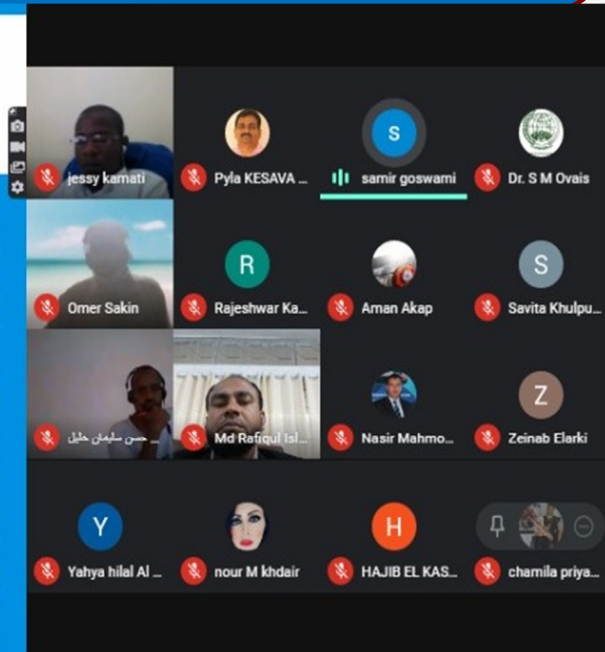 jessy kamati
Pyla KESAVA ...
S
samir goswami
Dr. S M Ovais
Omer Sakin
R
Rajeshwar Ka...
Aman Akap
S
Savita Khulpu...
حسن سليمان خليل ...
Md Rafiqul Isl...
Nasir Mahmo...
Z
Zeinab Elarki
Y
Yahya hilal Al ...
nour M khdair
H
HAJIB EL KAS...
chamila priya...